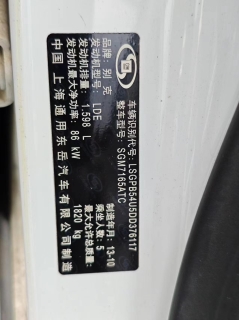 品牌:别克
车辆识别代号:LSGPB54U5DD376117
发动机型号:LDE
整车型号:SGM7165ATC
发动机排量:1.598 L
制造年月:13-10
发动机最大净功率:86 kW
乘坐人数:5
最大允许总质量:1820 kg
中国 上海通用东岳汽车有限公司制造